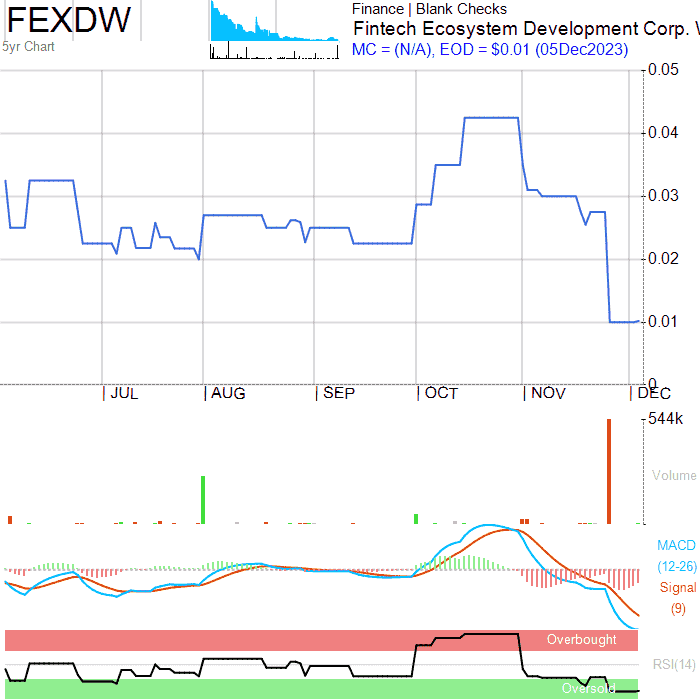 FEXDW
5yr Chart
Finance | Blank Checks
Fintech Ecosystem Development Corp. W
MC = (N/A), EOD = $0.01 (05Dec2023)
0.05
0.04
0.03
0.02
0.01
0
JUL
AUG
SEP
OCT
NOV
DEC
544k
Volume
MACD
(12-26)
Signal
(9)
Overbought
RSI(14)
Oversold